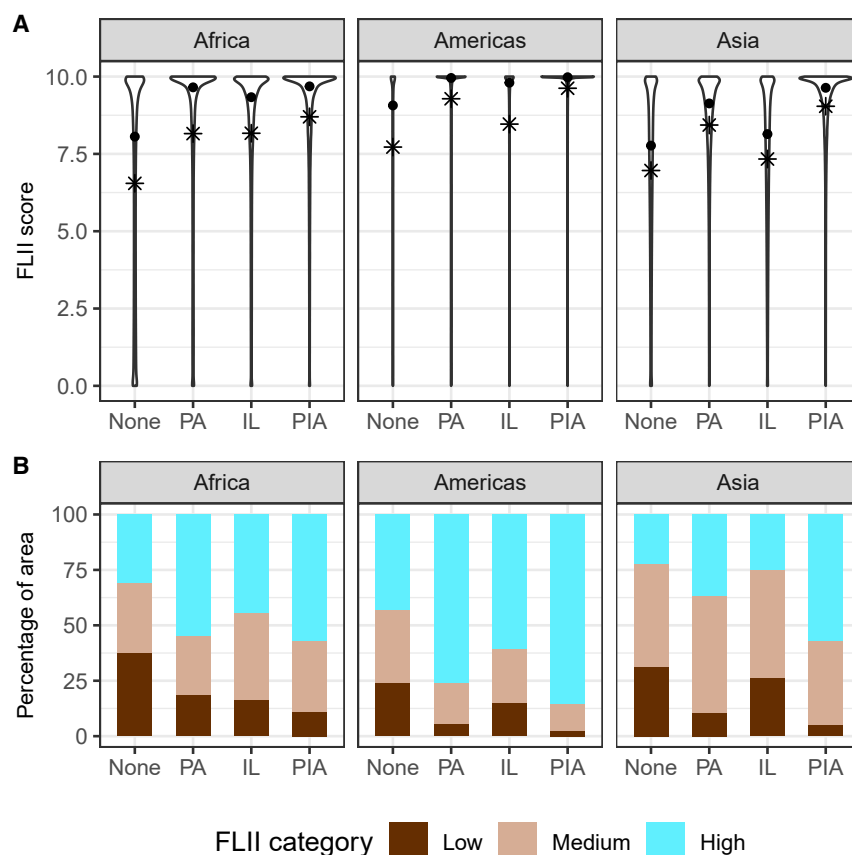 A
Africa Americas Asia
FLII score
10.0
7.5
5.0
2.5
0.0
None PA IL PIA None PA IL PIA None PA IL PIA
B
Africa Americas Asia
Percentage of area
100
75
50
25
0
None PA IL PIA None PA IL PIA None PA IL PIA
FLII category Low Medium High